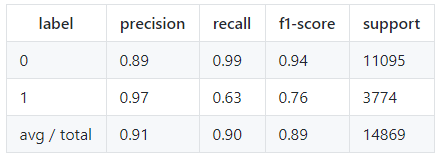 label precision recall f1-score support
0 0.89 0.99 0.94 11095
1 0.97 0.63 0.76 3774
avg / total 0.91 0.90 0.89 14869